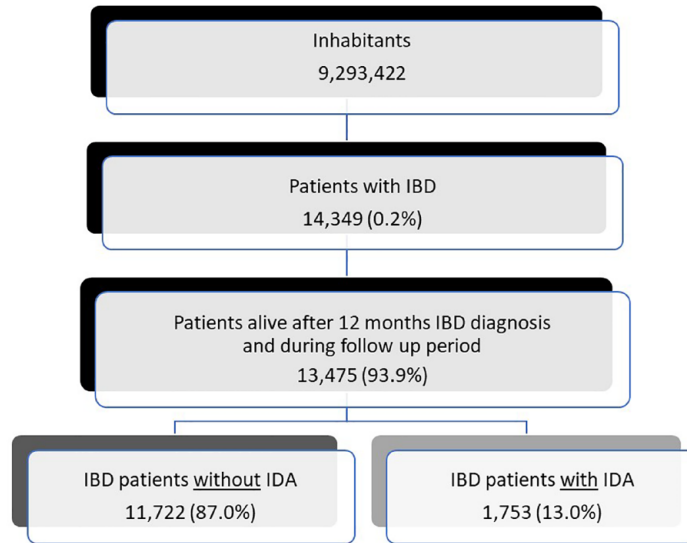 Inhabitants
9,293,422
Patients with IBD
14,349 (0.2%)
Patients alive after 12 months IBD diagnosis
and during follow up period
13,475 (93.9%)
IBD patients without IDA
11,722 (87.0%)
IBD patients with IDA
1,753 (13.0%)